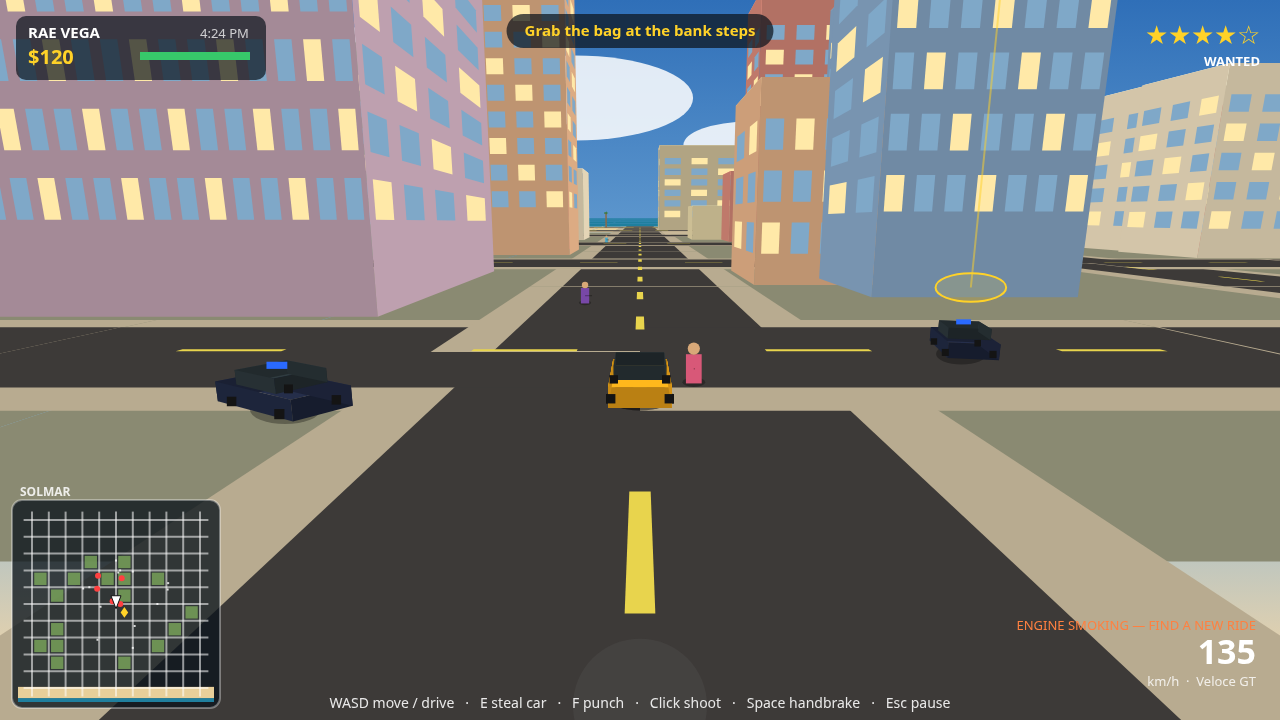 RAE VEGA
4:24 PM
$120
Grab the bag at the bank steps
★★★★☆
WANTED
SOLMAR
ENGINE SMOKING — FIND A NEW RIDE
135
km/h · Veloce GT
WASD move / drive · E steal car · F punch · Click shoot · Space handbrake · Esc pause